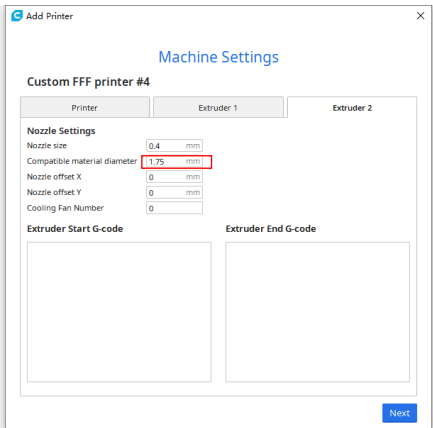 Add Printer
Machine Settings
Custom FFF printer #4
Printer Extruder 1 Extruder 2
Nozzle Settings
Nozzle size 0.4 mm
Compatible material diameter 1.75 mm
Nozzle offset X 0 mm
Nozzle offset Y 0 mm
Cooling Fan Number 0
Extruder Start G-code Extruder End G-code
Next